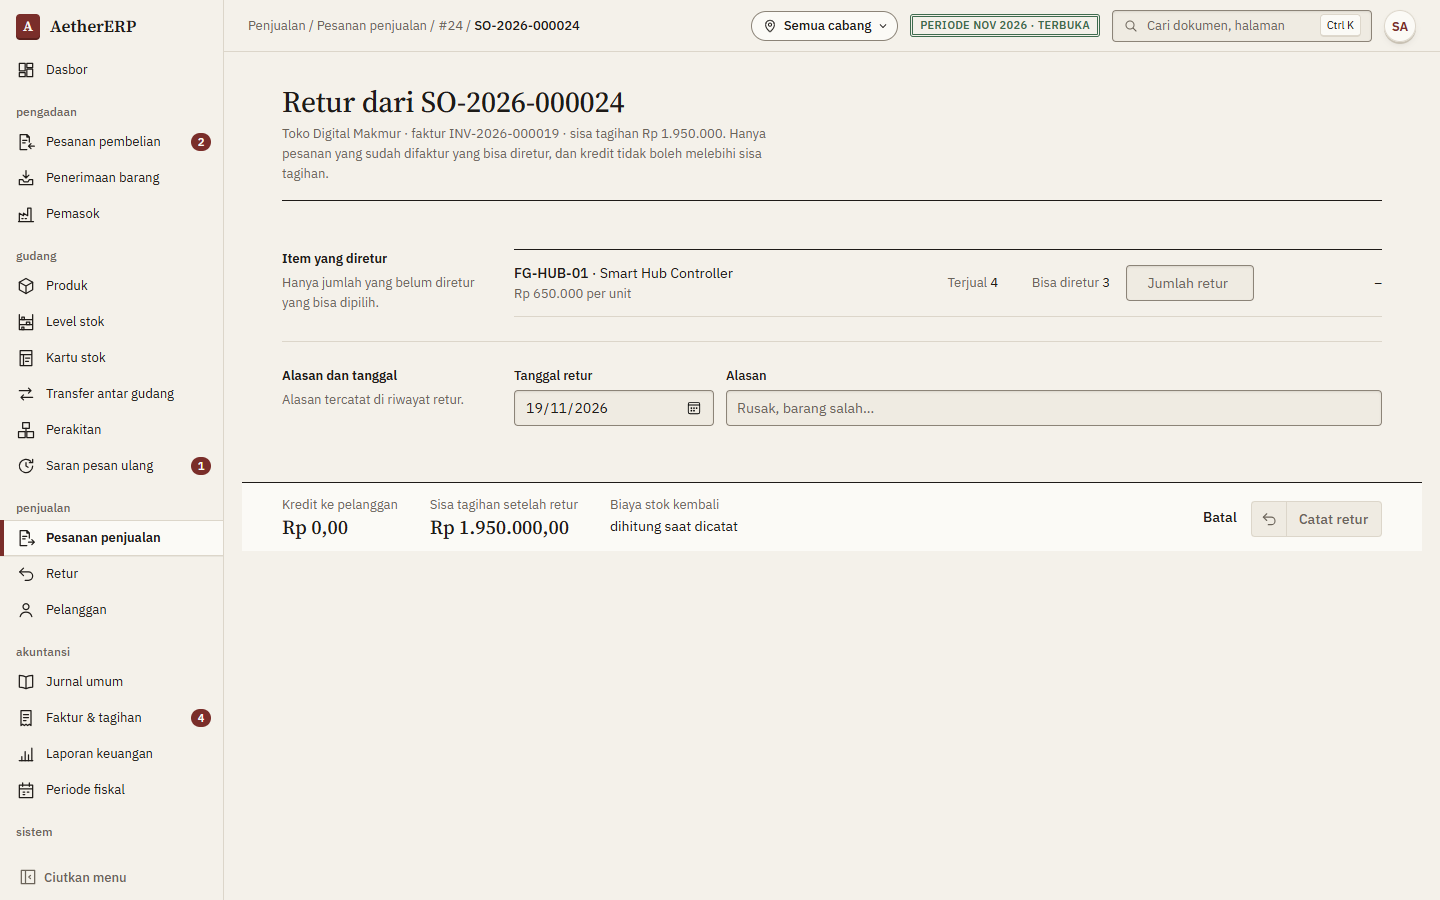 A AetherERP
Dasbor
pengadaan
Pesanan pembelian 2
Penerimaan barang
Pemasok
gudang
Produk
Level stok
Kartu stok
Transfer antar gudang
Perakitan
Saran pesan ulang 1
penjualan
Pesanan penjualan
Retur
Pelanggan
akuntansi
Jurnal umum
Faktur & tagihan 4
Laporan keuangan
Periode fiskal
sistem
Ciutkan menu
Penjualan / Pesanan penjualan / #24 / SO-2026-000024
Semua cabang
PERIODE NOV 2026 · TERBUKA
Cari dokumen, halaman Ctrl K
SA
Retur dari SO-2026-000024
Toko Digital Makmur · faktur INV-2026-000019 · sisa tagihan Rp 1.950.000. Hanya
pesanan yang sudah difaktur yang bisa diretur, dan kredit tidak boleh melebihi sisa
tagihan.
Item yang diretur
Hanya jumlah yang belum diretur
yang bisa dipilih.
FG-HUB-01 · Smart Hub Controller
Rp 650.000 per unit
Terjual 4
Bisa diretur 3
Jumlah retur
–
Alasan dan tanggal
Alasan tercatat di riwayat retur.
Tanggal retur
19/11/2026
Alasan
Rusak, barang salah...
Kredit ke pelanggan
Rp 0,00
Sisa tagihan setelah retur
Rp 1.950.000,00
Biaya stok kembali
dihitung saat dicatat
Batal
Catat retur